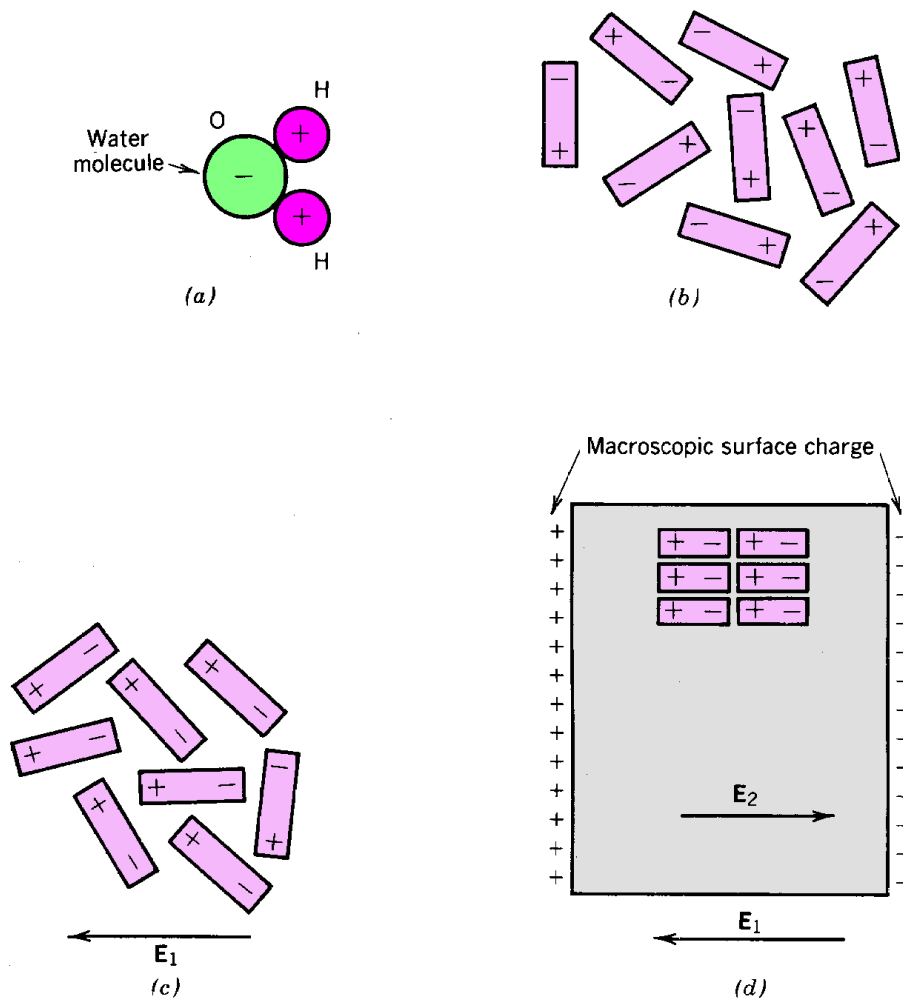 H
O
Water
molecule
+
−
+
H
(a)
− +
+ −
− +
+ −
− +
− +
+ −
− +
− +
− +
(b)
Macroscopic surface charge
+ −
+ −
+ −
+ −
+ −
+ −
+ −
+ −
+ −
E₁
(c)
+ − + −
+ − + −
+ − + −
+ + + + + + + + + + + + +
− − − − − − − − − − − − −
E₂
E₁
(d)